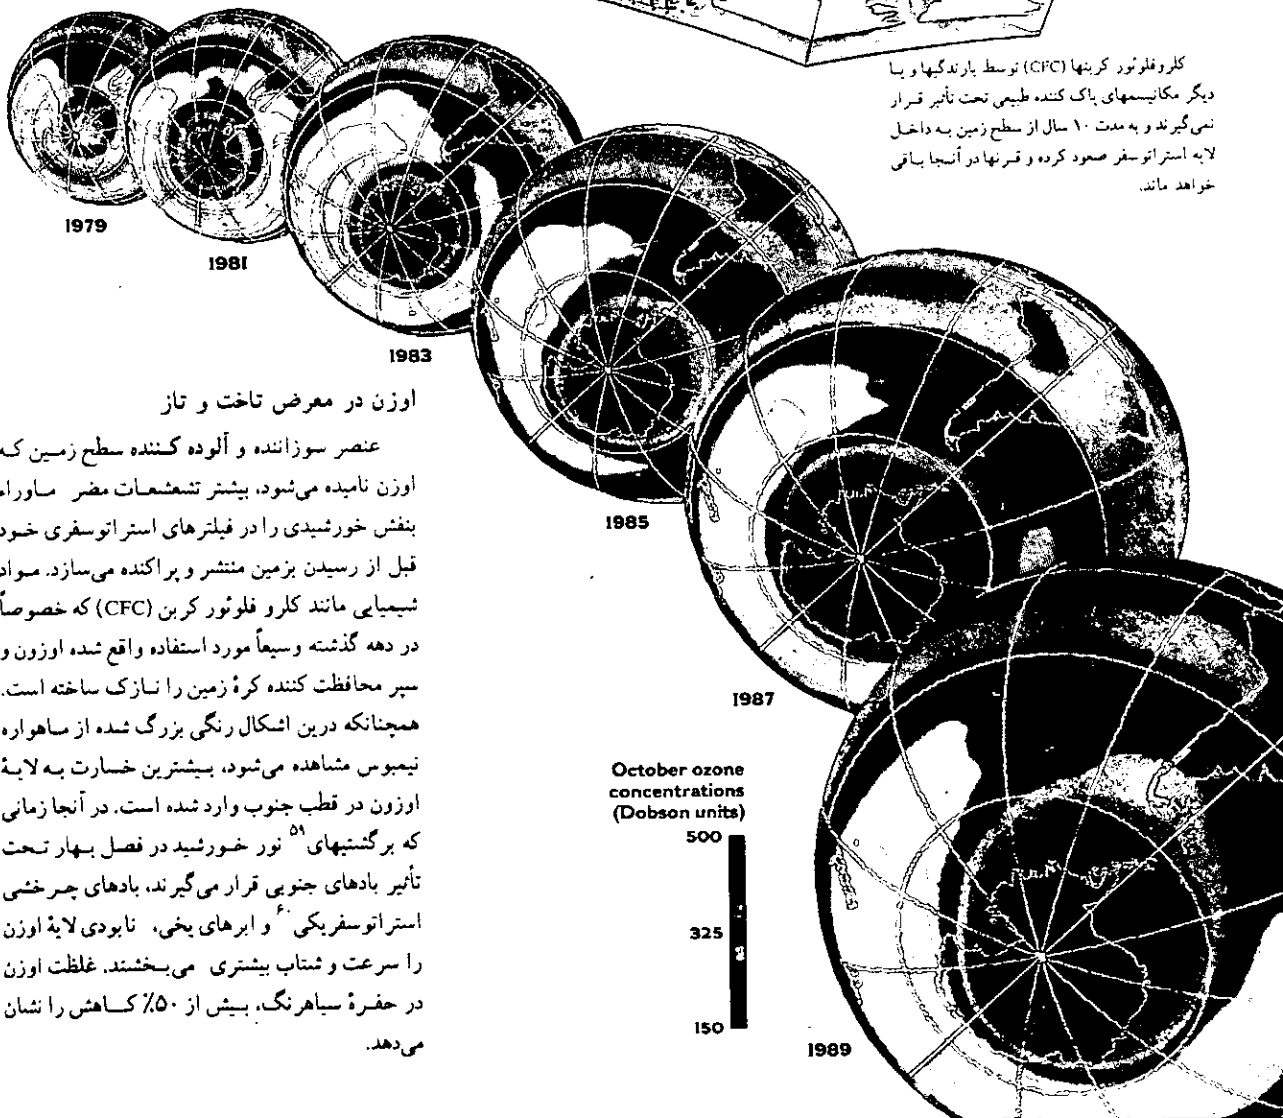 کلروفلوئور کربنها (CFC) توسط بارندگیها و یا
دیگر مکانیسمهای پاک کننده طبیعی تحت تأثیر قرار
نمی‌گیرند و به مدت ۱۰ سال از سطح زمین به داخل
لایه استراتوسفر صعود کرده و قرنها در آنجا باقی
خواهد ماند.
1979
1981
1983
1985
1987
1989
اوزن در معرض تاخت و تاز
عنصر سوزاننده و آلوده کننده سطح زمین که
اوزن نامیده می‌شود، بیشتر تشعشعات مضر ماوراء
بنفش خورشیدی را در فیلترهای استراتوسفری خود
قبل از رسیدن بزمین منتشر و پراکنده می‌سازد. مواد
شیمیایی مانند کلرو فلوئور کربن (CFC) که خصوصاً
در دهه گذشته وسیعاً مورد استفاده واقع شده اوزون و
سپر محافظت کننده کرهٔ زمین را نازک ساخته است.
همچنانکه درین اشکال رنگی بزرگ شده از ماهواره
نیمبوس مشاهده می‌شود، بیشترین خسارت به لایهٔ
اوزون در قطب جنوب وارد شده است. در آنجا زمانی
که برگشتیهای۵۹ نور خورشید در فصل بهار تحت
تأثیر بادهای جنوبی قرار می‌گیرند، بادهای چرخشی
استراتوسفریکی۶۰ و ابرهای یخی، نابودی لایهٔ اوزن
را سرعت و شتاب بیشتری می‌بخشند. غلظت اوزن
در حفرهٔ سیاهرنگ، بیش از ۵۰٪ کاهش را نشان
می‌دهد.
October ozone
concentrations
(Dobson units)
500
325
150